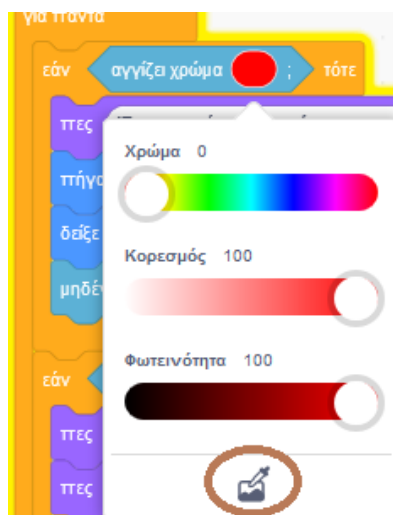 για πάντα
εάν αγγίζει χρώμα ; τότε
πες
Χρώμα 0
πήγα
δείξε
Κορεσμός 100
μηδέν
Φωτεινότητα 100
εάν
πες
πες